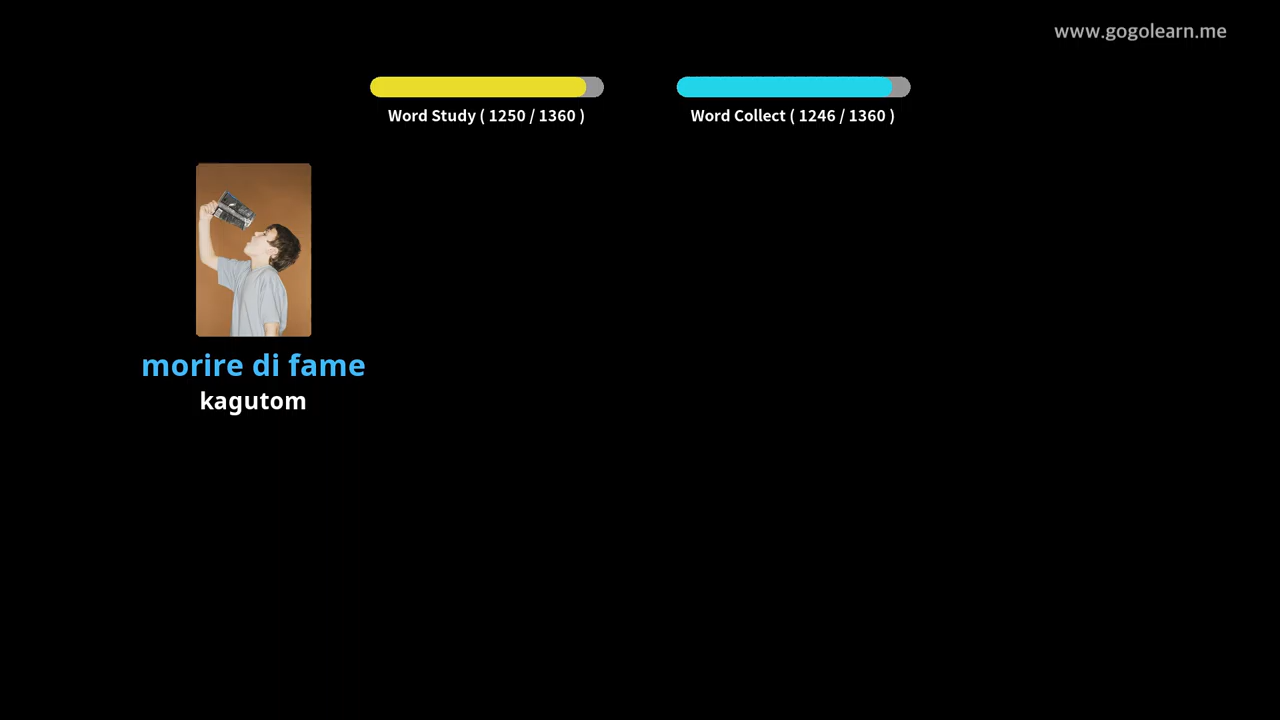 www.gogolearn.me
Word Study ( 1250 / 1360 )
Word Collect ( 1246 / 1360 )
morire di fame
kagutom